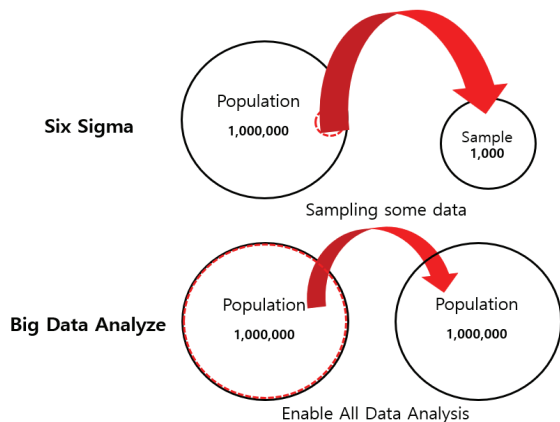 Six Sigma
Population
1,000,000
Sample
1,000
Sampling some data
Big Data Analyze
Population
1,000,000
Population
1,000,000
Enable All Data Analysis